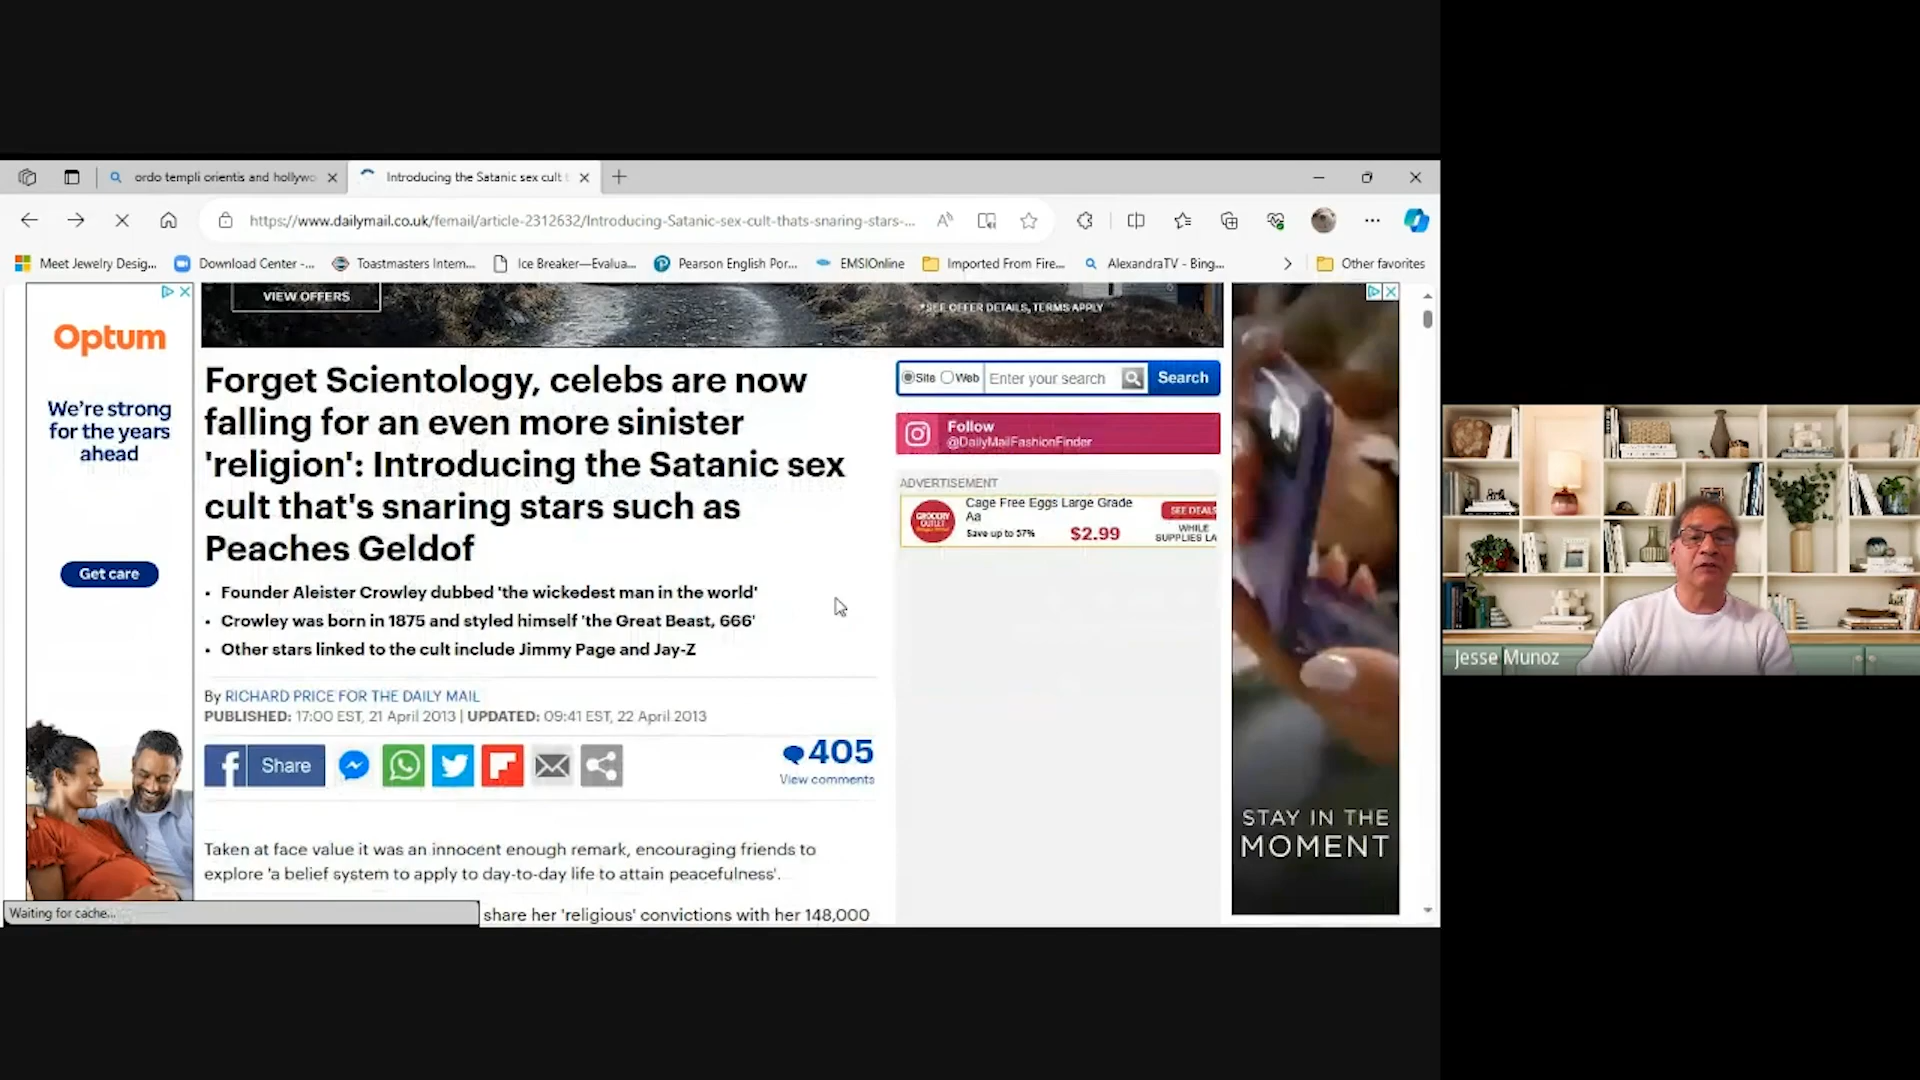 ordo templi orientis and hollywo
Introducing the Satanic sex cult t
https://www.dailymail.co.uk/femail/article-2312632/Introducing-Satanic-sex-cult-thats-snaring-stars-...
Meet Jewelry Desig...
Download Center -...
Toastmasters Intern...
Ice Breaker—Evalua...
Pearson English Por...
EMSIOnline
Imported From Fire...
AlexandraTV - Bing...
Other favorites
VIEW OFFERS
*SEE OFFER DETAILS, TERMS APPLY
Optum
We're strong
for the years
ahead
Get care
Forget Scientology, celebs are now
falling for an even more sinister
'religion': Introducing the Satanic sex
cult that's snaring stars such as
Peaches Geldof
• Founder Aleister Crowley dubbed 'the wickedest man in the world'
• Crowley was born in 1875 and styled himself 'the Great Beast, 666'
• Other stars linked to the cult include Jimmy Page and Jay-Z
By RICHARD PRICE FOR THE DAILY MAIL
PUBLISHED: 17:00 EST, 21 April 2013 | UPDATED: 09:41 EST, 22 April 2013
Share
405
View comments
Taken at face value it was an innocent enough remark, encouraging friends to
explore 'a belief system to apply to day-to-day life to attain peacefulness'.
share her 'religious' convictions with her 148,000
Waiting for cache...
Site Web Enter your search Search
Follow
@DailyMailFashionFinder
ADVERTISEMENT
GROCERY
OUTLET
Cage Free Eggs Large Grade
Aa
Save up to 57%
$2.99
SEE DEALS
WHILE
SUPPLIES LA
STAY IN THE
MOMENT
Jesse Munoz